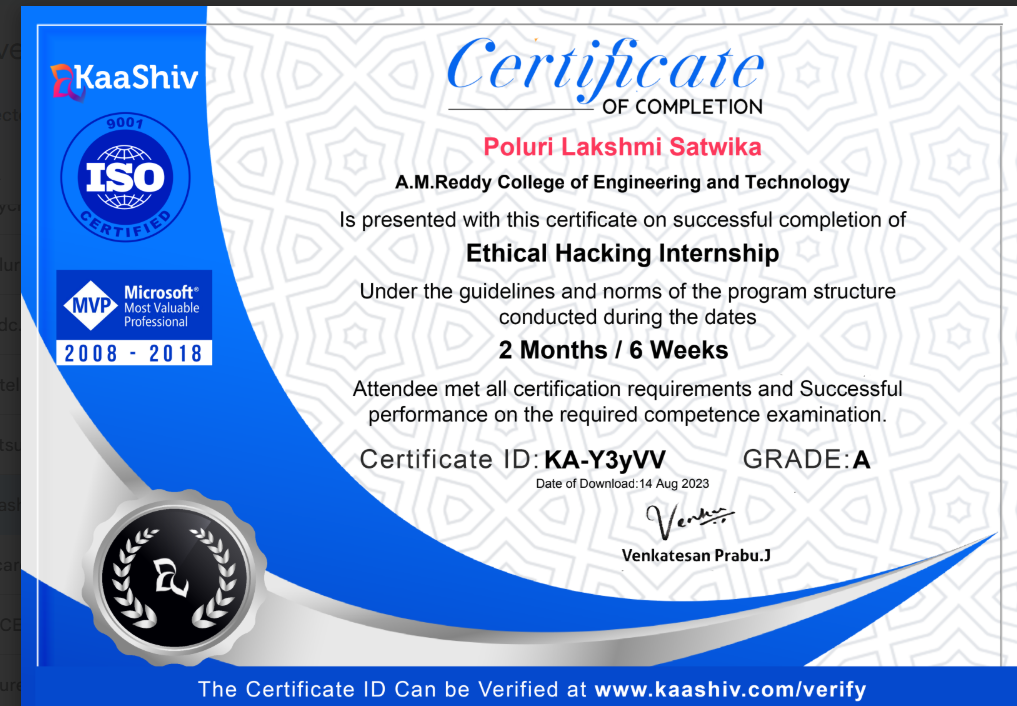 KaaShiv
9001
ISO
CERTIFIED
MVP
Microsoft®
Most Valuable
Professional
2008 - 2018
Certificate
OF COMPLETION
Poluri Lakshmi Satwika
A.M.Reddy College of Engineering and Technology
Is presented with this certificate on successful completion of
Ethical Hacking Internship
Under the guidelines and norms of the program structure
conducted during the dates
2 Months / 6 Weeks
Attendee met all certification requirements and Successful
performance on the required competence examination.
Certificate ID: KA-Y3yVV GRADE: A
Date of Download:14 Aug 2023
Venkatesan Prabu.J
The Certificate ID Can be Verified at www.kaashiv.com/verify